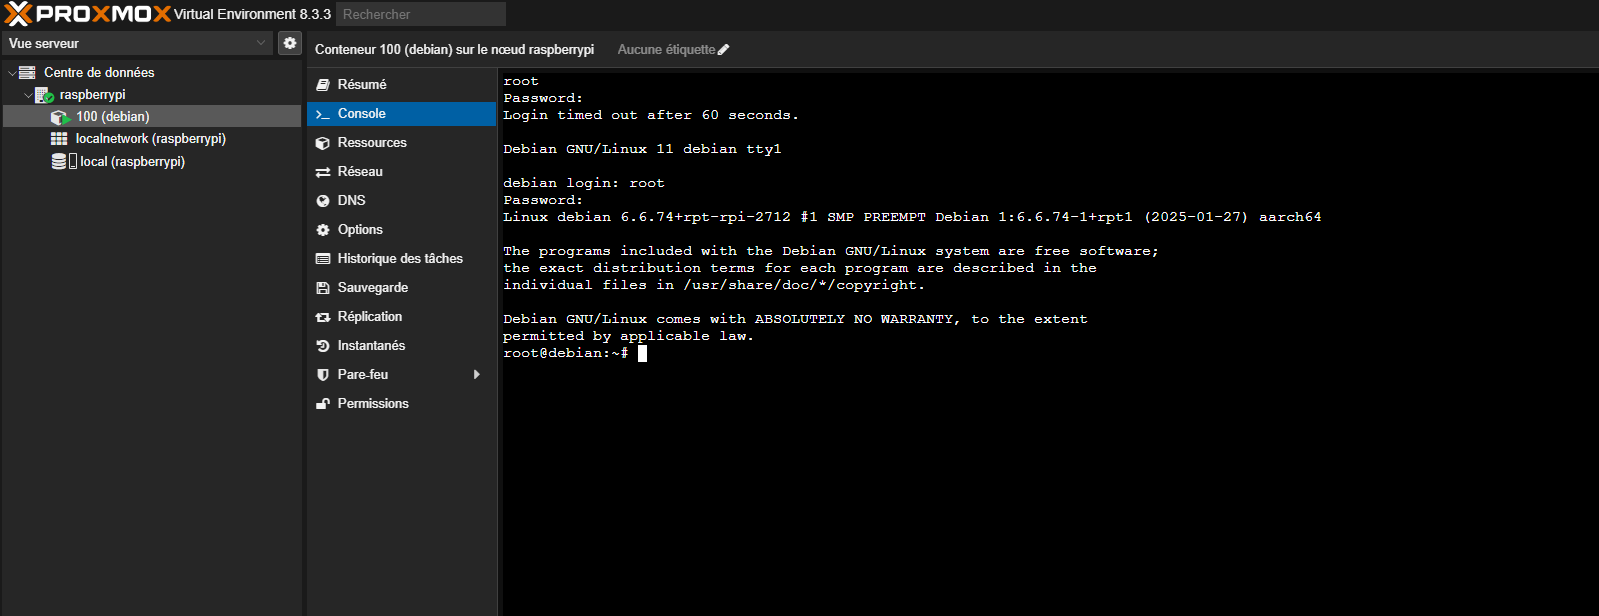 PROXMOX Virtual Environment 8.3.3 Rechercher
Vue serveur
Centre de données
raspberrypi
100 (debian)
localnetwork (raspberrypi)
local (raspberrypi)
Conteneur 100 (debian) sur le nœud raspberrypi Aucune étiquette
Résumé
Console
Ressources
Réseau
DNS
Options
Historique des tâches
Sauvegarde
Réplication
Instantanés
Pare-feu
Permissions
root
Password:
Login timed out after 60 seconds.
Debian GNU/Linux 11 debian tty1
debian login: root
Password:
Linux debian 6.6.74+rpt-rpi-2712 #1 SMP PREEMPT Debian 1:6.6.74-1+rpt1 (2025-01-27) aarch64
The programs included with the Debian GNU/Linux system are free software;
the exact distribution terms for each program are described in the
individual files in /usr/share/doc/*/copyright.
Debian GNU/Linux comes with ABSOLUTELY NO WARRANTY, to the extent
permitted by applicable law.
root@debian:~#